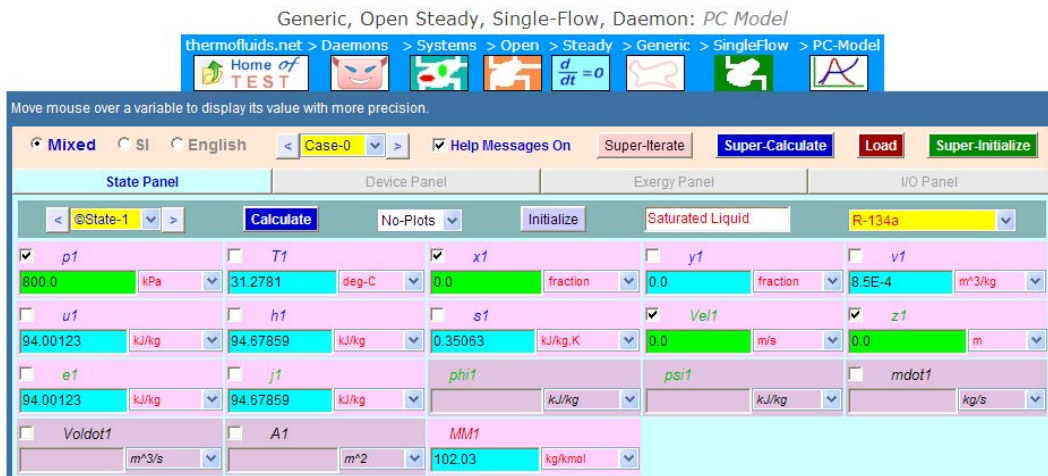 Generic, Open Steady, Single-Flow, Daemon: PC Model
thermofluids.net > Daemons > Systems > Open > Steady > Generic > SingleFlow > PC-Model
Home of TEST
d/dt =0
Move mouse over a variable to display its value with more precision.
Mixed SI English < Case-0 > Help Messages On Super-Iterate Super-Calculate Load Super-Initialize
State Panel Device Panel Exergy Panel I/O Panel
< ©State-1 > Calculate No-Plots Initialize Saturated Liquid R-134a
p1 T1 x1 y1 v1
800.0 kPa 31.2781 deg-C 0.0 fraction 0.0 fraction 8.5E-4 m^3/kg
u1 h1 s1 Vel1 z1
94.00123 kJ/kg 94.67859 kJ/kg 0.35063 kJ/kg.K 0.0 m/s 0.0 m
e1 j1 phi1 psi1 mdot1
94.00123 kJ/kg 94.67859 kJ/kg kJ/kg kJ/kg kg/s
Voldot1 A1 MM1
m^3/s m^2 102.03 kg/kmol